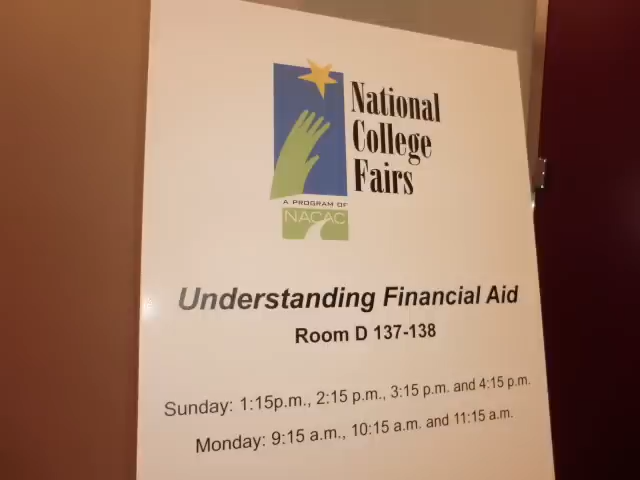 National
College
Fairs
A PROGRAM OF
NACAC
Understanding Financial Aid
Room D 137-138
Sunday: 1:15p.m., 2:15 p.m., 3:15 p.m. and 4:15 p.m.
Monday: 9:15 a.m., 10:15 a.m. and 11:15 a.m.